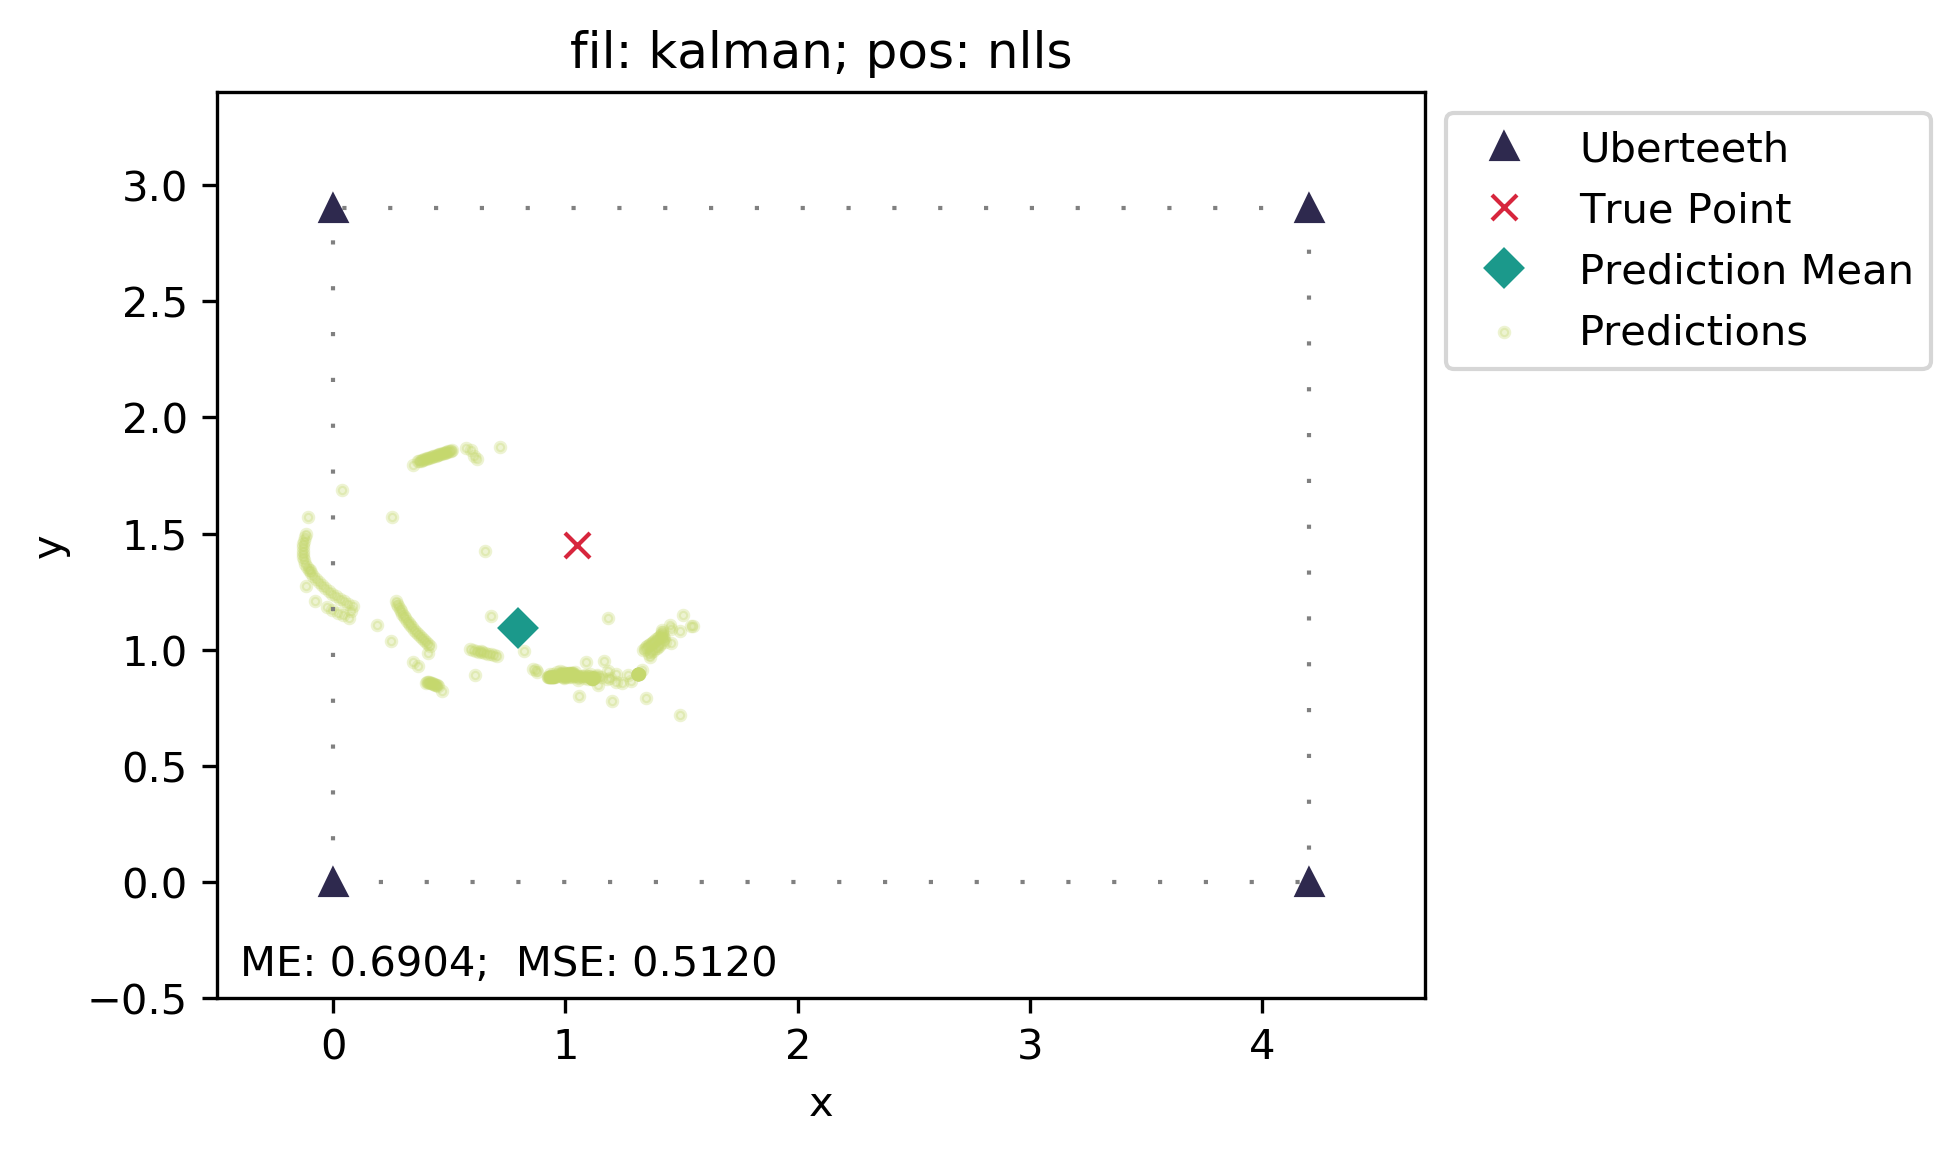 fil: kalman; pos: nlls
Uberteeth
True Point
Prediction Mean
Predictions
3.0
2.5
2.0
1.5
1.0
0.5
0.0
−0.5
y
ME: 0.6904;  MSE: 0.5120
0 1 2 3 4
x